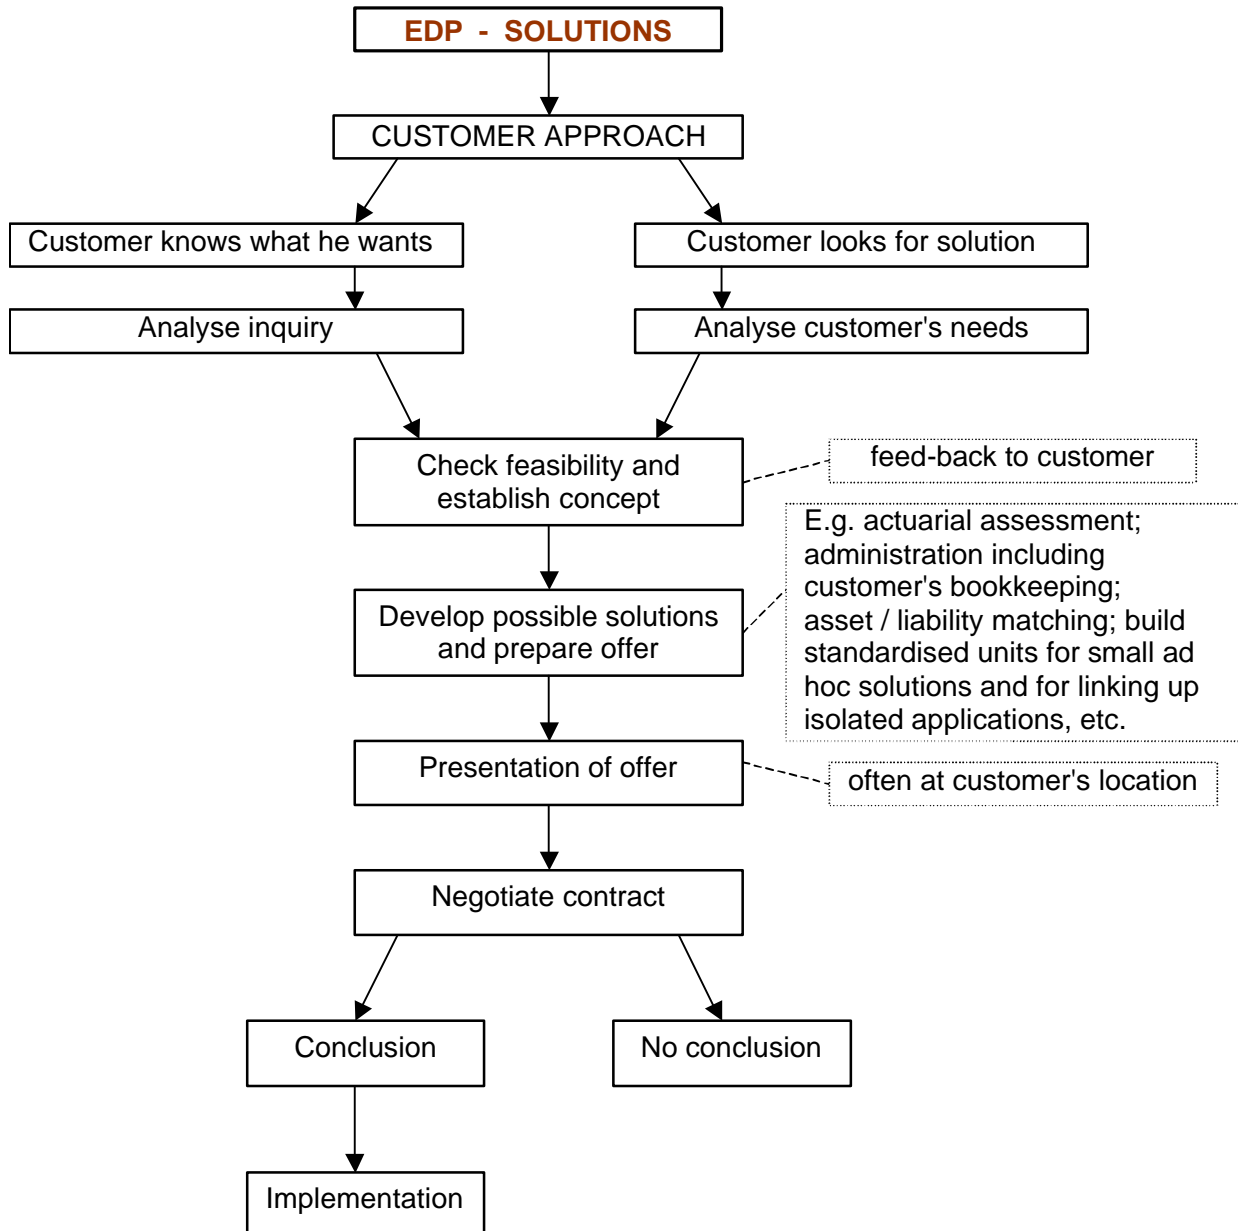 EDP - SOLUTIONS
CUSTOMER APPROACH
Customer knows what he wants
Customer looks for solution
Analyse inquiry
Analyse customer's needs
Check feasibility and
establish concept
feed-back to customer
E.g. actuarial assessment;
administration including
customer's bookkeeping;
asset / liability matching; build
standardised units for small ad
hoc solutions and for linking up
isolated applications, etc.
Develop possible solutions
and prepare offer
Presentation of offer
often at customer's location
Negotiate contract
Conclusion
No conclusion
Implementation